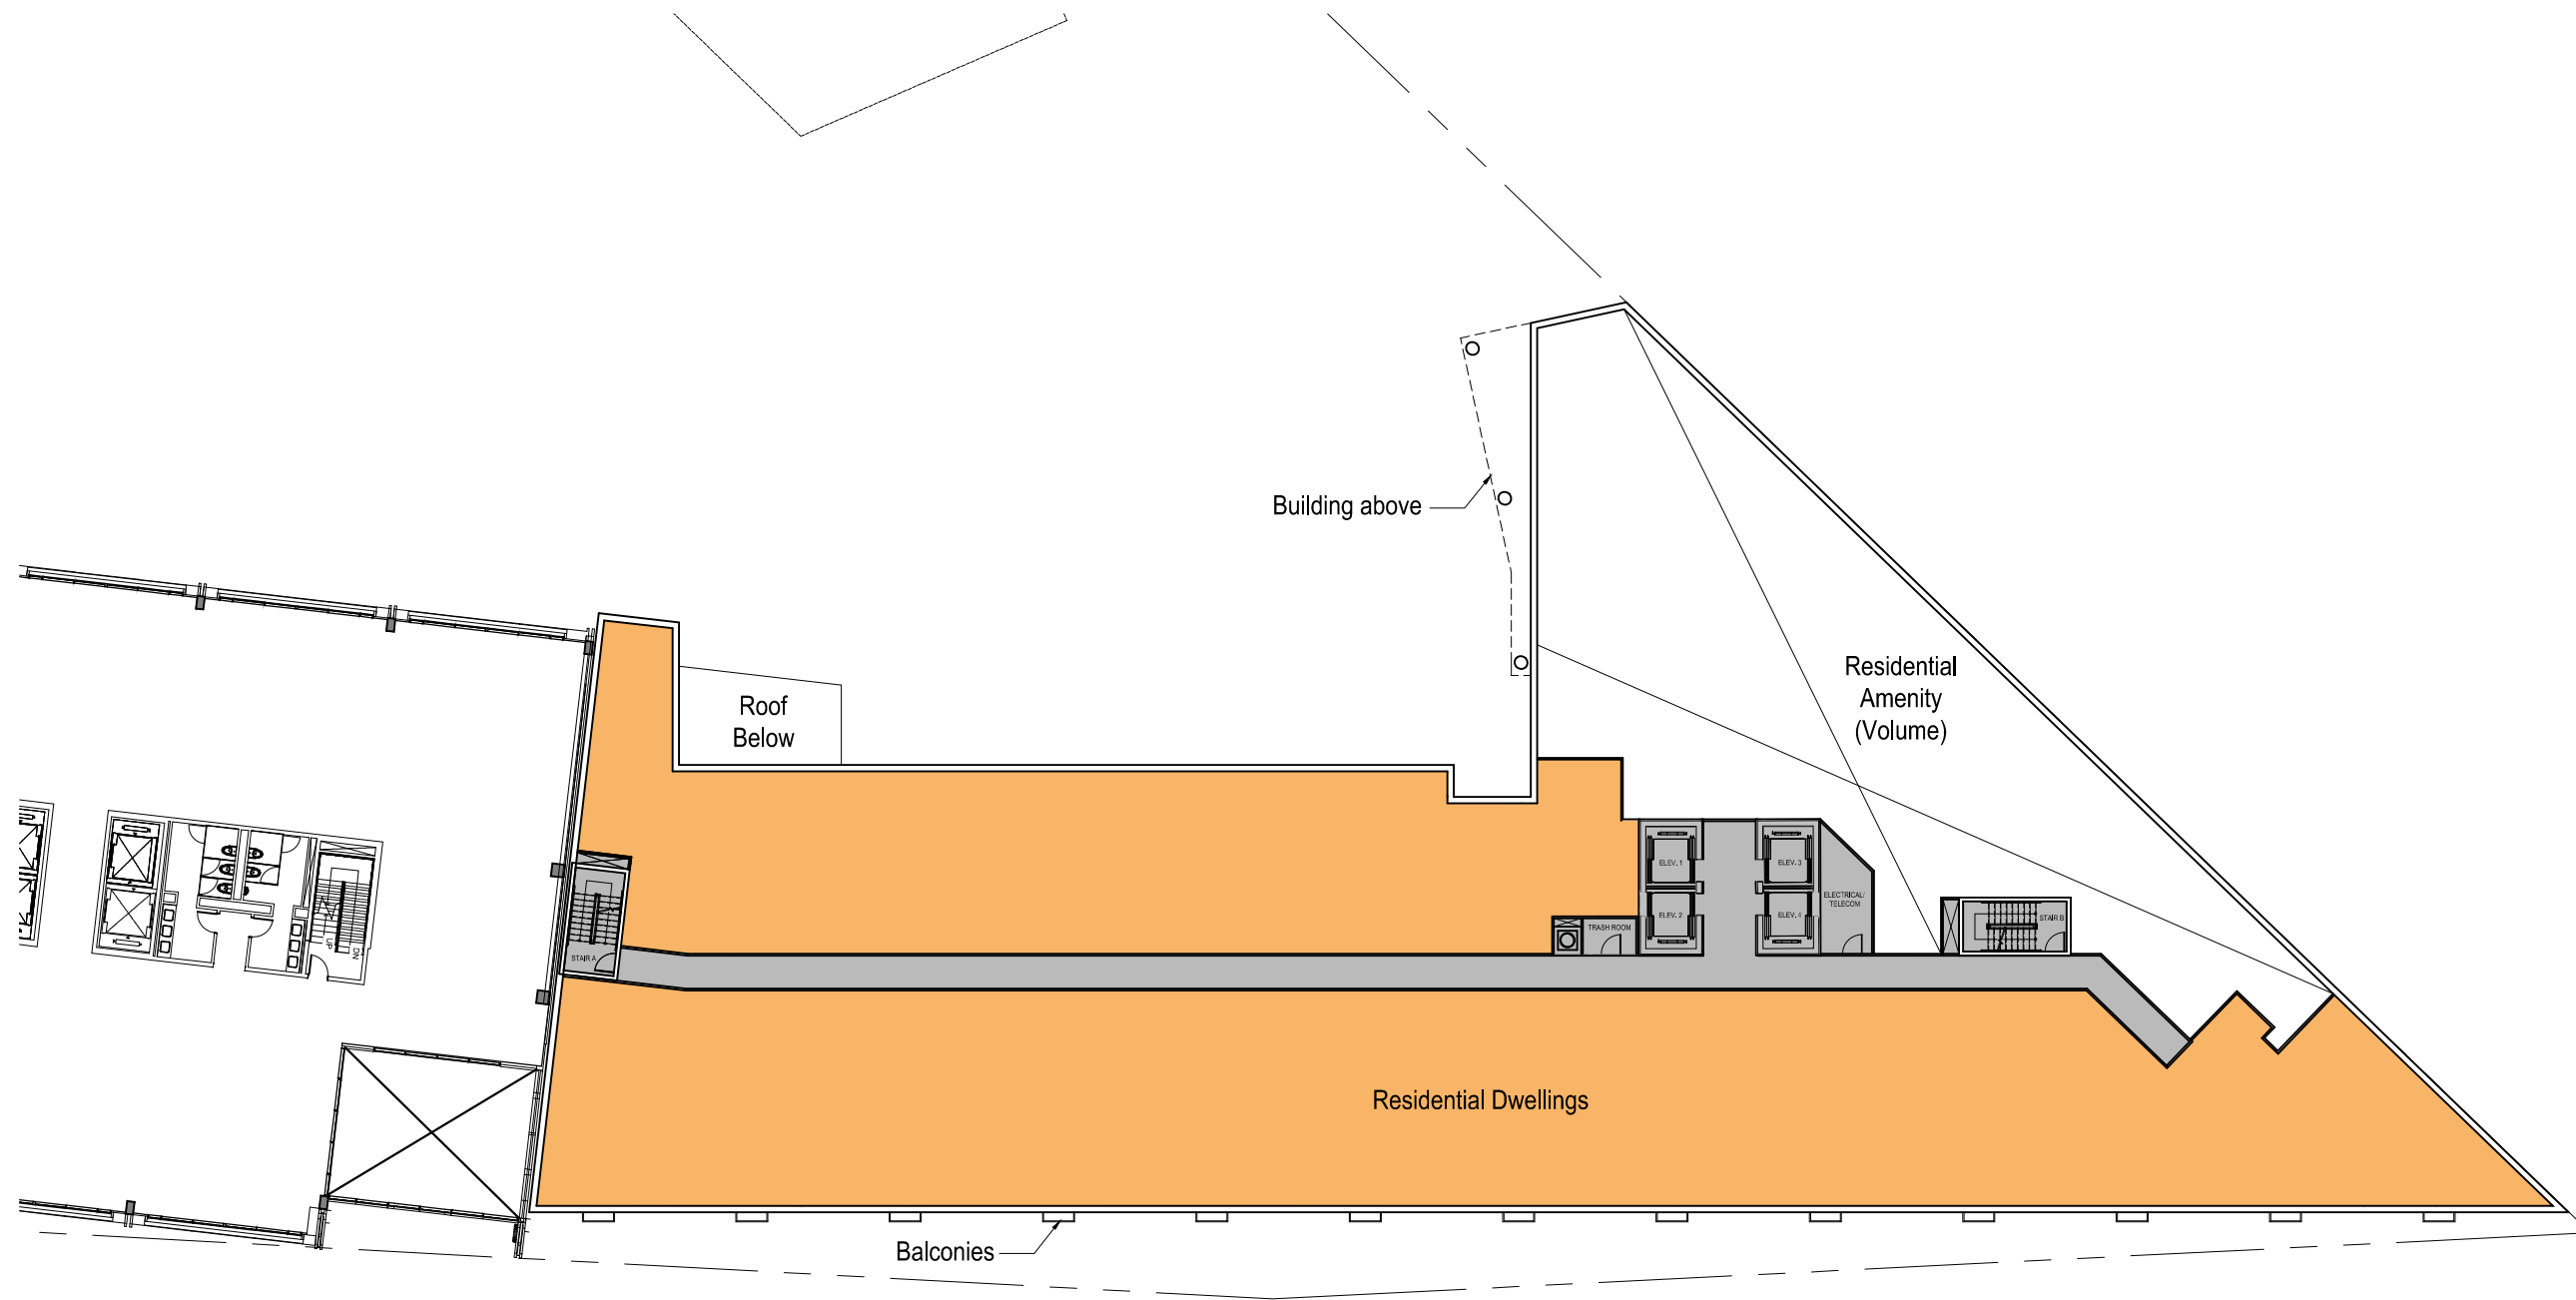 Building above
Residential
Amenity
(Volume)
Roof
Below
ELEV. 1
ELEV. 3
ELECTRICAL/
TELECOM
ELEV. 2
ELEV. 4
TRASH ROOM
STAIR B
UP
DN
STAIR A
Residential Dwellings
Balconies